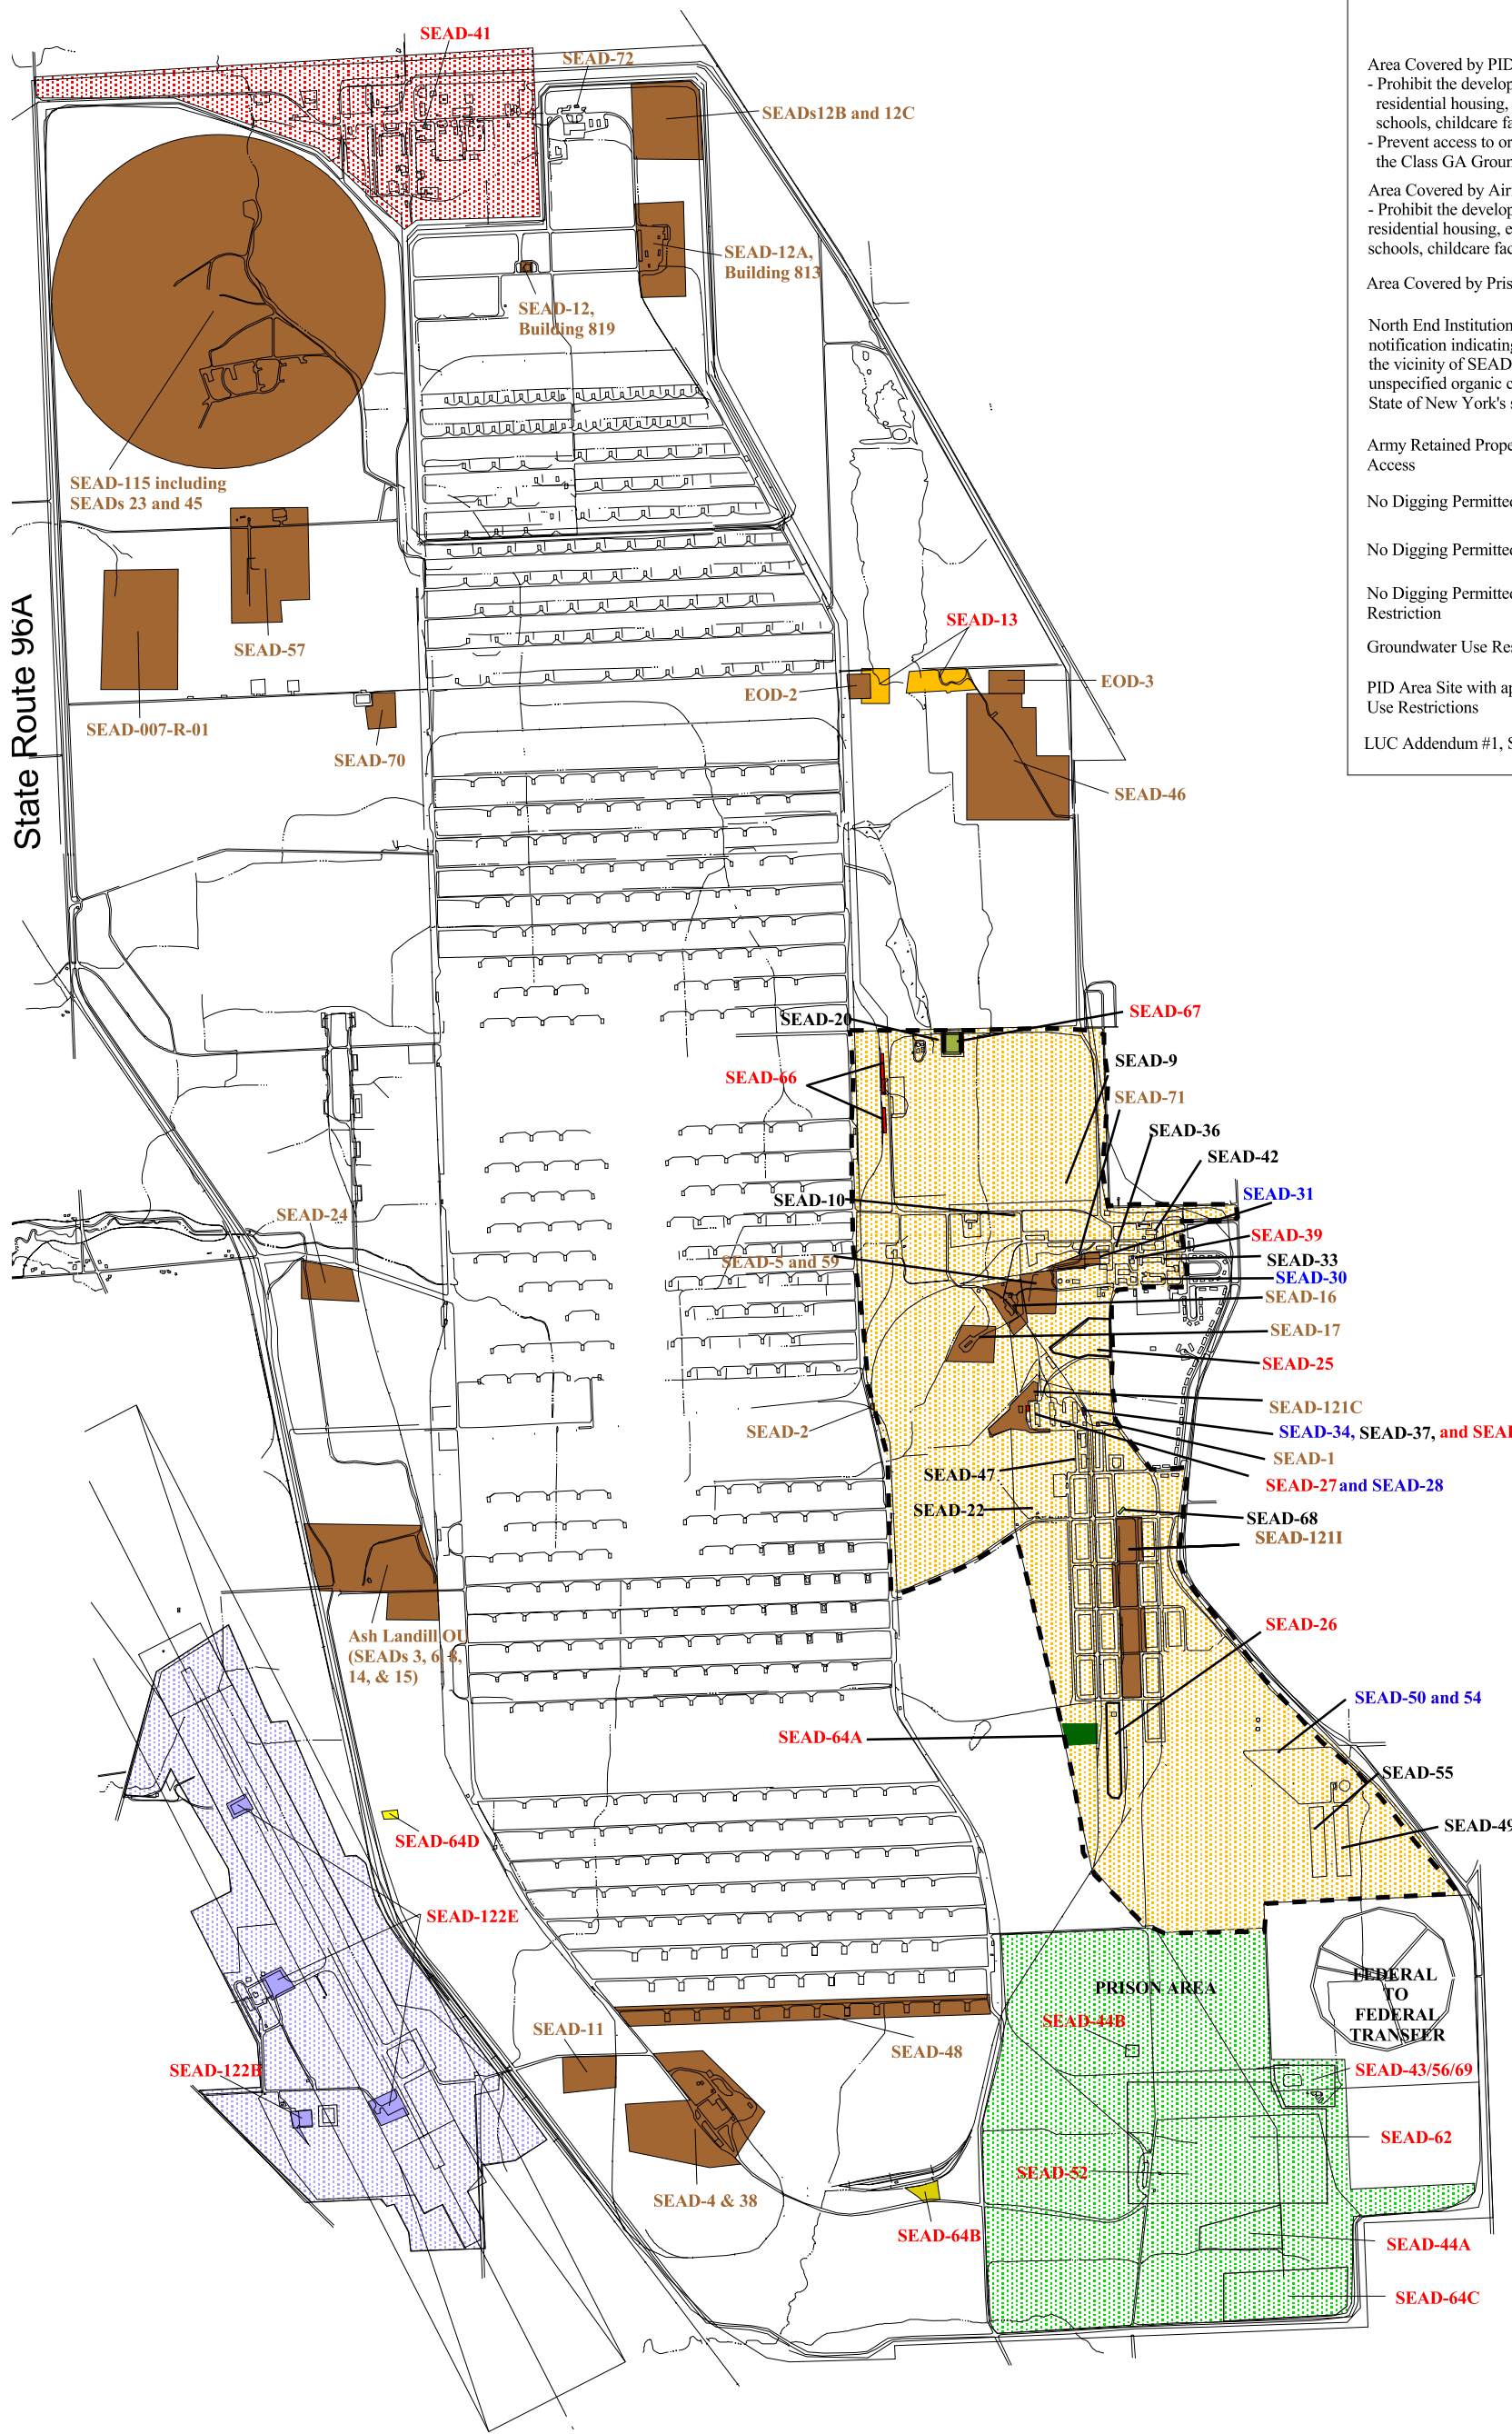 SEAD-41
SEAD-72
SEADs12B and 12C
SEAD-12A,
Building 813
SEAD-12,
Building 819
SEAD-115 including
SEADs 23 and 45
SEAD-57
SEAD-007-R-01
SEAD-70
State Route 96A
SEAD-13
EOD-2
EOD-3
SEAD-46
SEAD-20
SEAD-67
SEAD-9
SEAD-66
SEAD-71
SEAD-36
SEAD-42
SEAD-10
SEAD-31
SEAD-24
SEAD-39
SEAD-5 and 59
SEAD-33
SEAD-30
SEAD-16
SEAD-17
SEAD-25
SEAD-121C
SEAD-2
SEAD-34, SEAD-37, and SEAD
SEAD-1
SEAD-47
SEAD-27 and SEAD-28
SEAD-22
SEAD-68
SEAD-121I
Ash Landill OU
(SEADs 3, 6, 8,
14, & 15)
SEAD-26
SEAD-50 and 54
SEAD-64A
SEAD-55
SEAD-49
SEAD-64D
SEAD-122E
PRISON AREA
FEDERAL
TO
FEDERAL
TRANSFER
SEAD-44B
SEAD-11
SEAD-48
SEAD-122B
SEAD-43/56/69
SEAD-62
SEAD-52
SEAD-4 & 38
SEAD-64B
SEAD-44A
SEAD-64C
Area Covered by PID
- Prohibit the develop
residential housing,
schools, childcare fa
- Prevent access to or
the Class GA Groun
Area Covered by Air
- Prohibit the develop
residential housing, e
schools, childcare fac
Area Covered by Pris
North End Institution
notification indicating
the vicinity of SEAD
unspecified organic c
State of New York's s
Army Retained Prope
Access
No Digging Permitted
No Digging Permitted
No Digging Permitted
Restriction
Groundwater Use Res
PID Area Site with ap
Use Restrictions
LUC Addendum #1, S